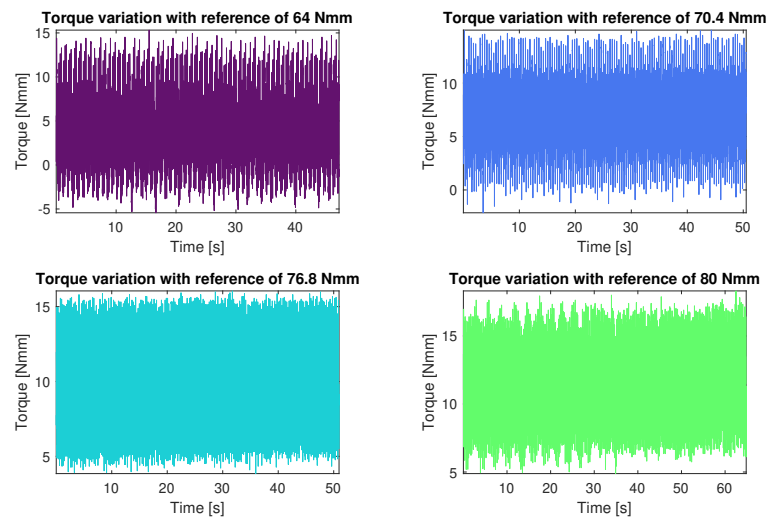 Torque variation with reference of 64 Nmm
15
10
5
0
-5
Torque [Nmm]
10 20 30 40
Time [s]
Torque variation with reference of 70.4 Nmm
10
5
0
Torque [Nmm]
10 20 30 40 50
Time [s]
Torque variation with reference of 76.8 Nmm
15
10
5
Torque [Nmm]
10 20 30 40 50
Time [s]
Torque variation with reference of 80 Nmm
15
10
5
Torque [Nmm]
10 20 30 40 50 60
Time [s]